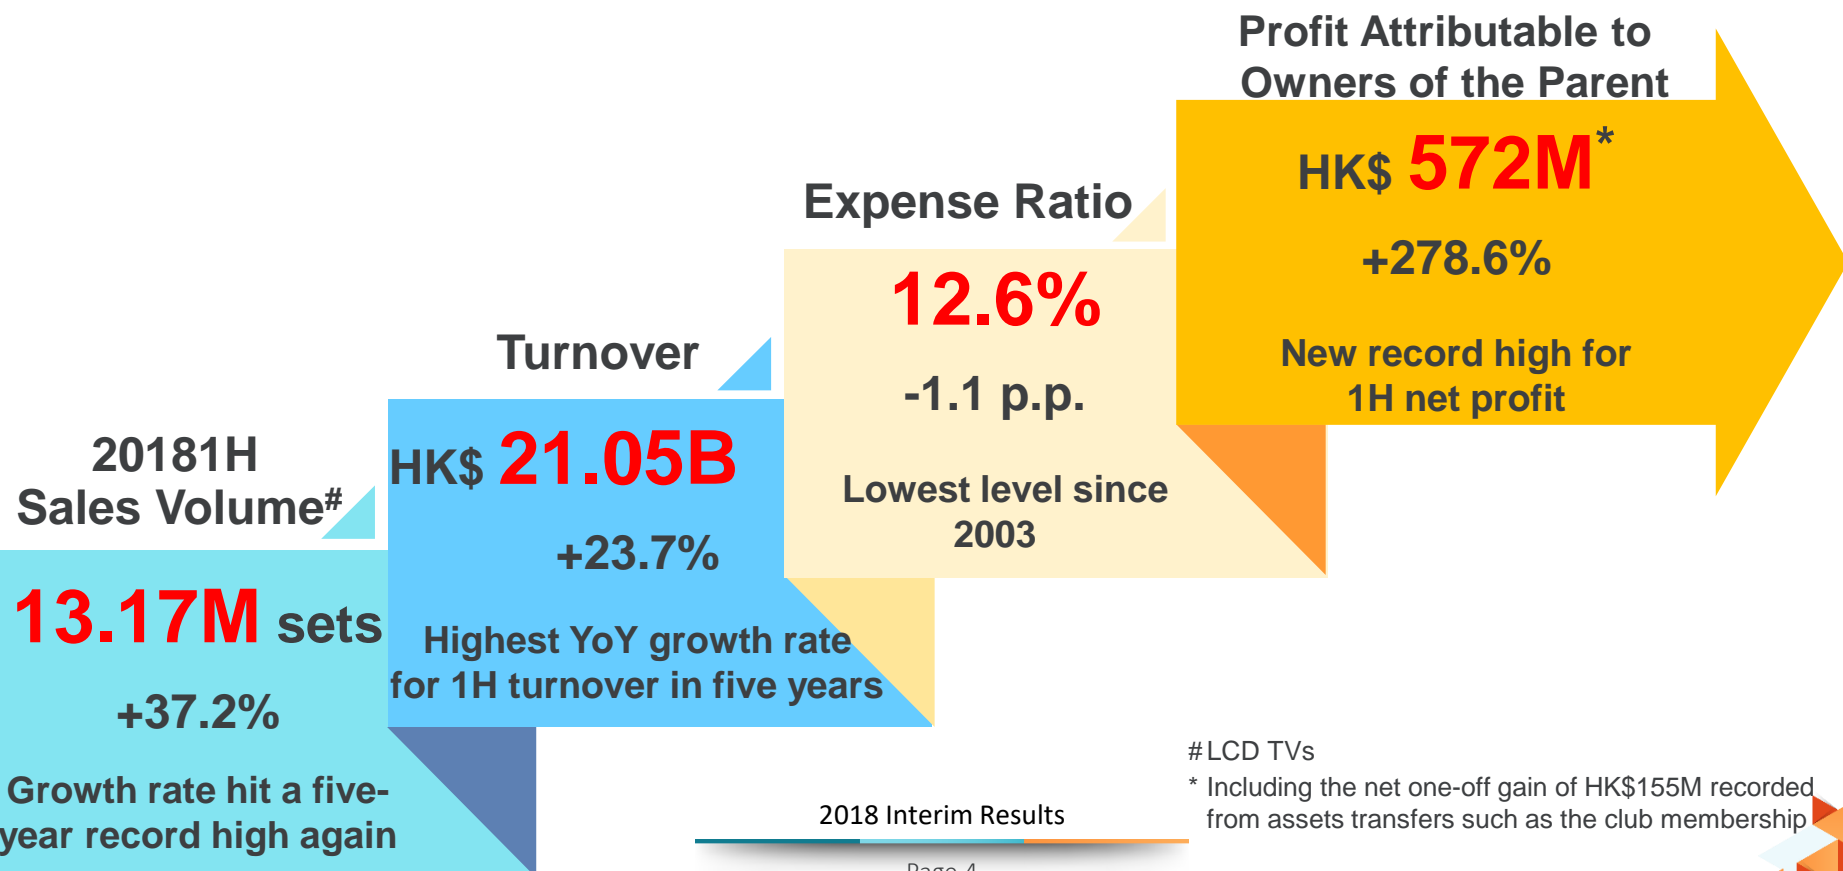 20181H
Sales Volume#
13.17M sets
+37.2%
Growth rate hit a five-
year record high again
Turnover
HK$ 21.05B
+23.7%
Highest YoY growth rate
for 1H turnover in five years
Expense Ratio
12.6%
-1.1 p.p.
Lowest level since
2003
Profit Attributable to
Owners of the Parent
HK$ 572M*
+278.6%
New record high for
1H net profit
# LCD TVs
* Including the net one-off gain of HK$155M recorded
from assets transfers such as the club membership
2018 Interim Results
Page 4